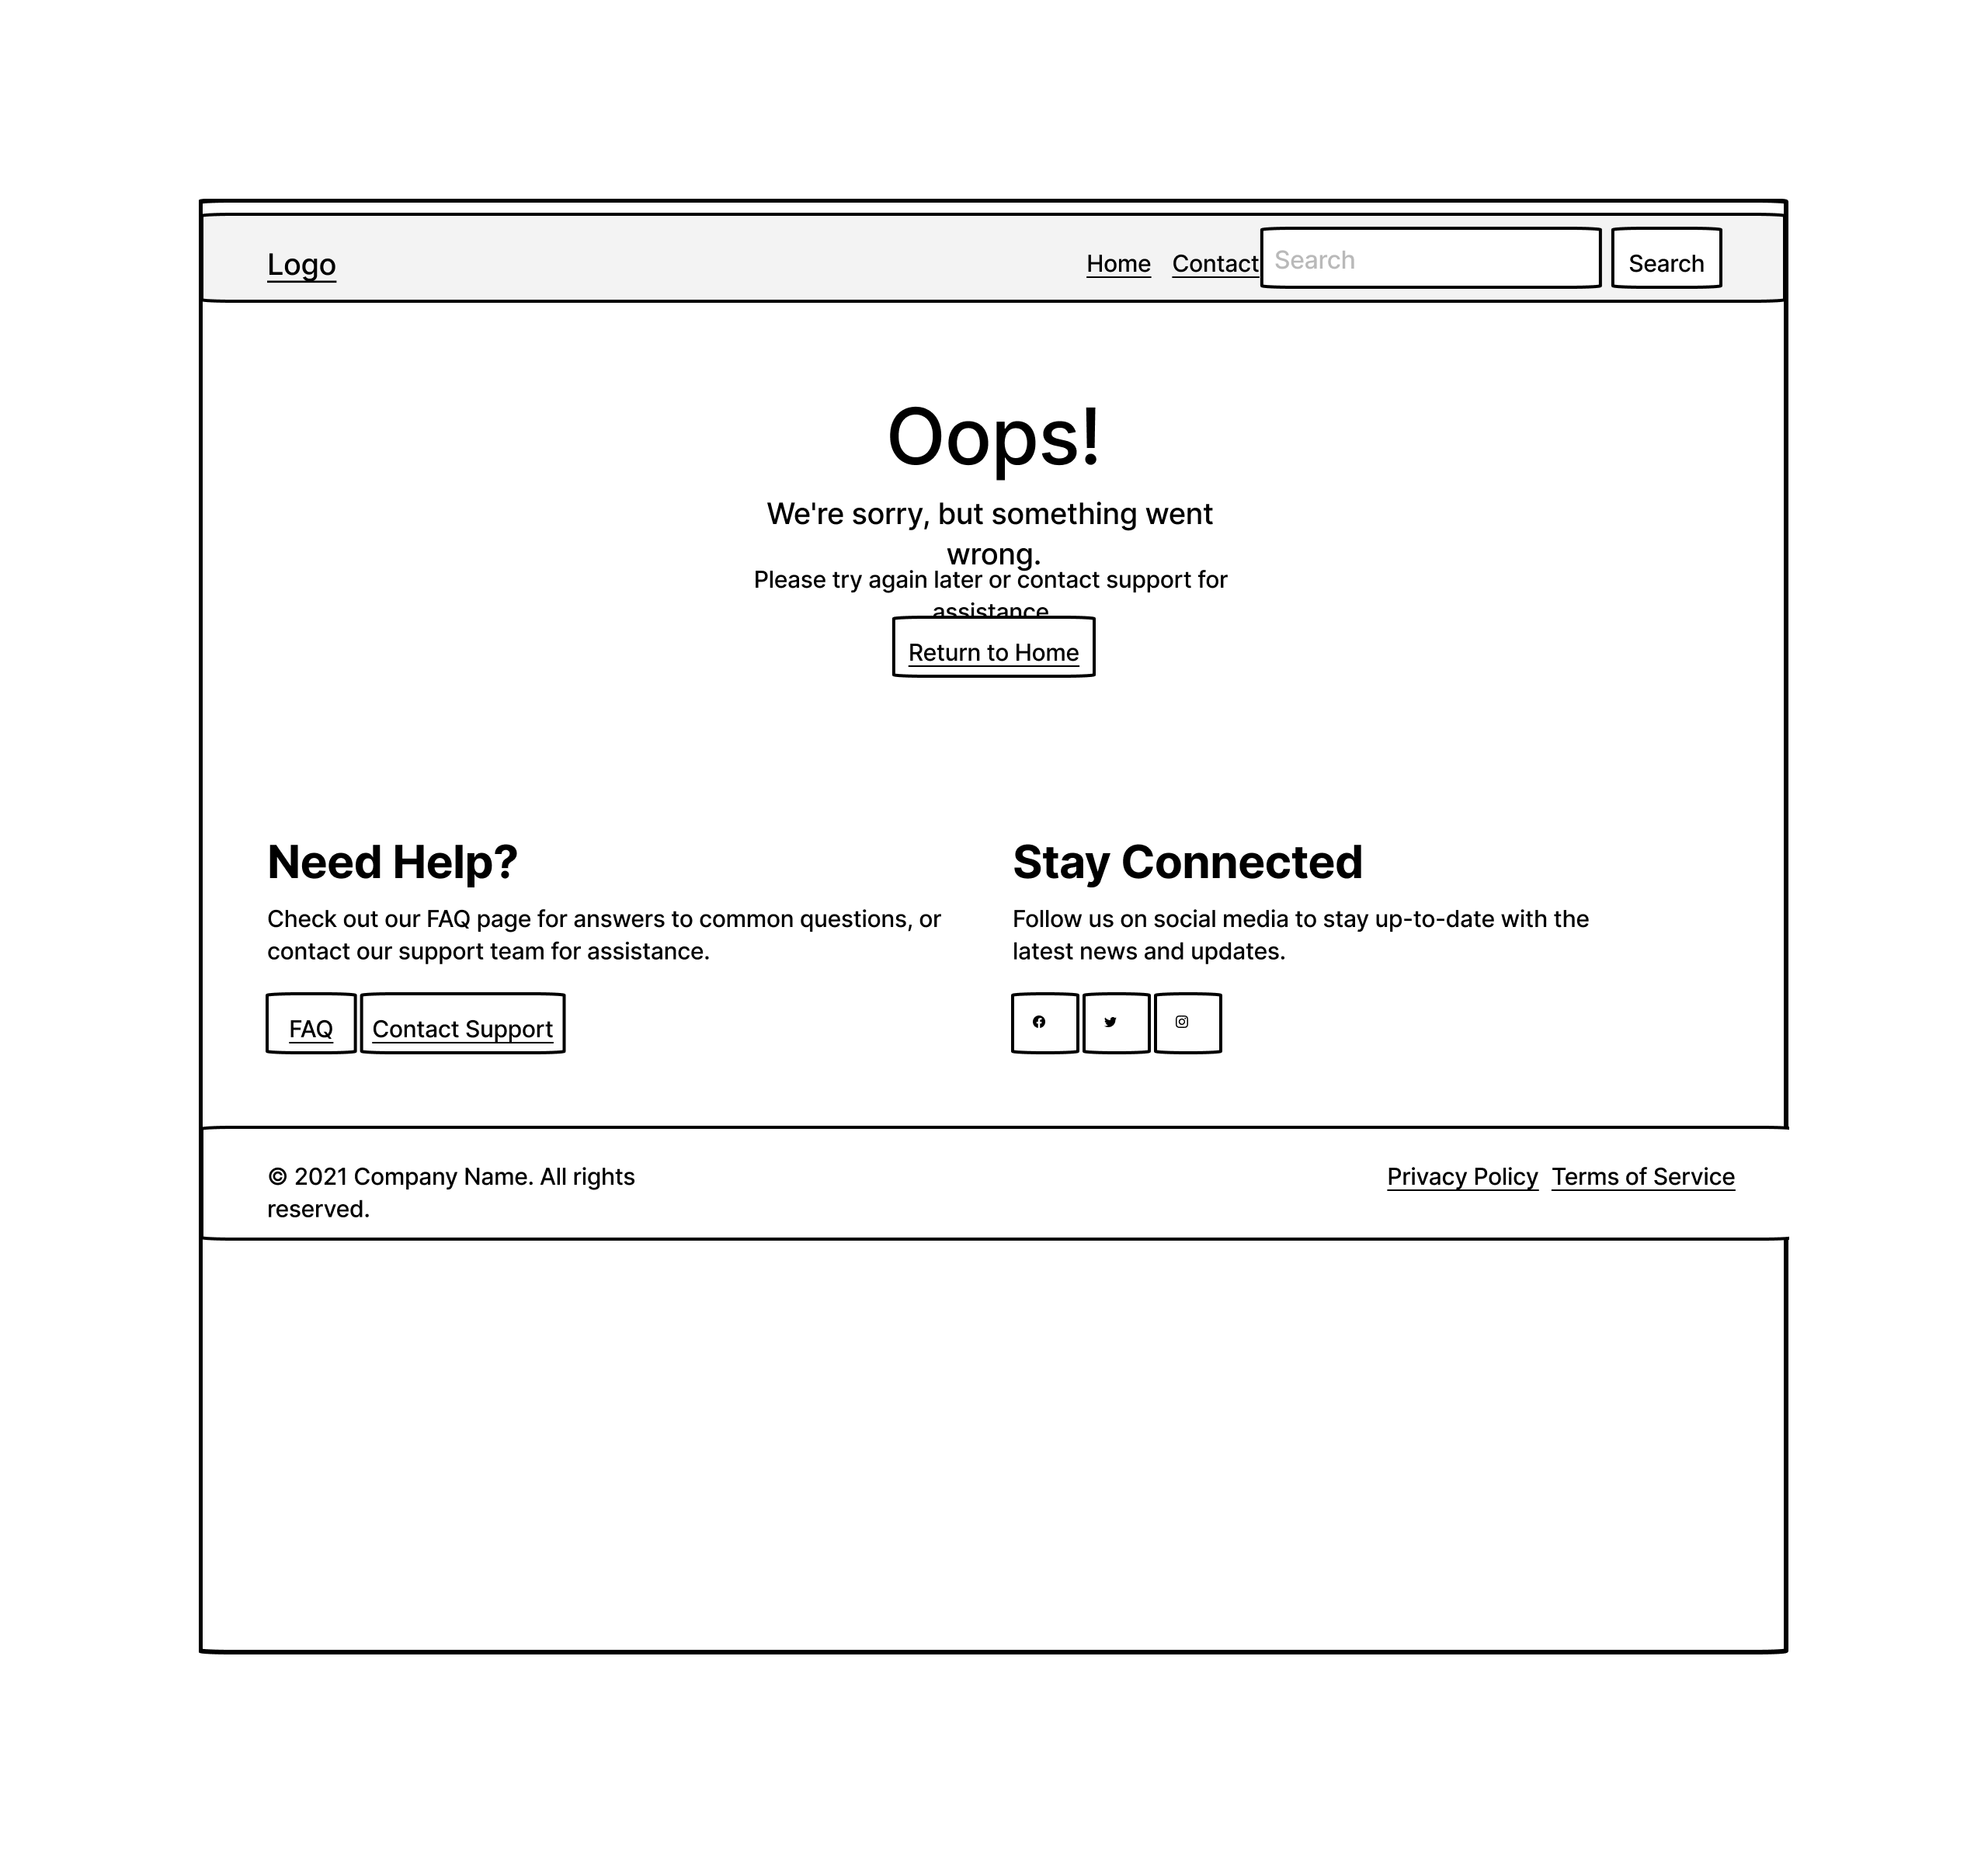 Logo
Home Contact Search Search
Oops!
We're sorry, but something went
wrong.
Please try again later or contact support for
assistance
Return to Home
Need Help?
Check out our FAQ page for answers to common questions, or
contact our support team for assistance.
FAQ Contact Support
Stay Connected
Follow us on social media to stay up-to-date with the
latest news and updates.
© 2021 Company Name. All rights
reserved.
Privacy Policy Terms of Service